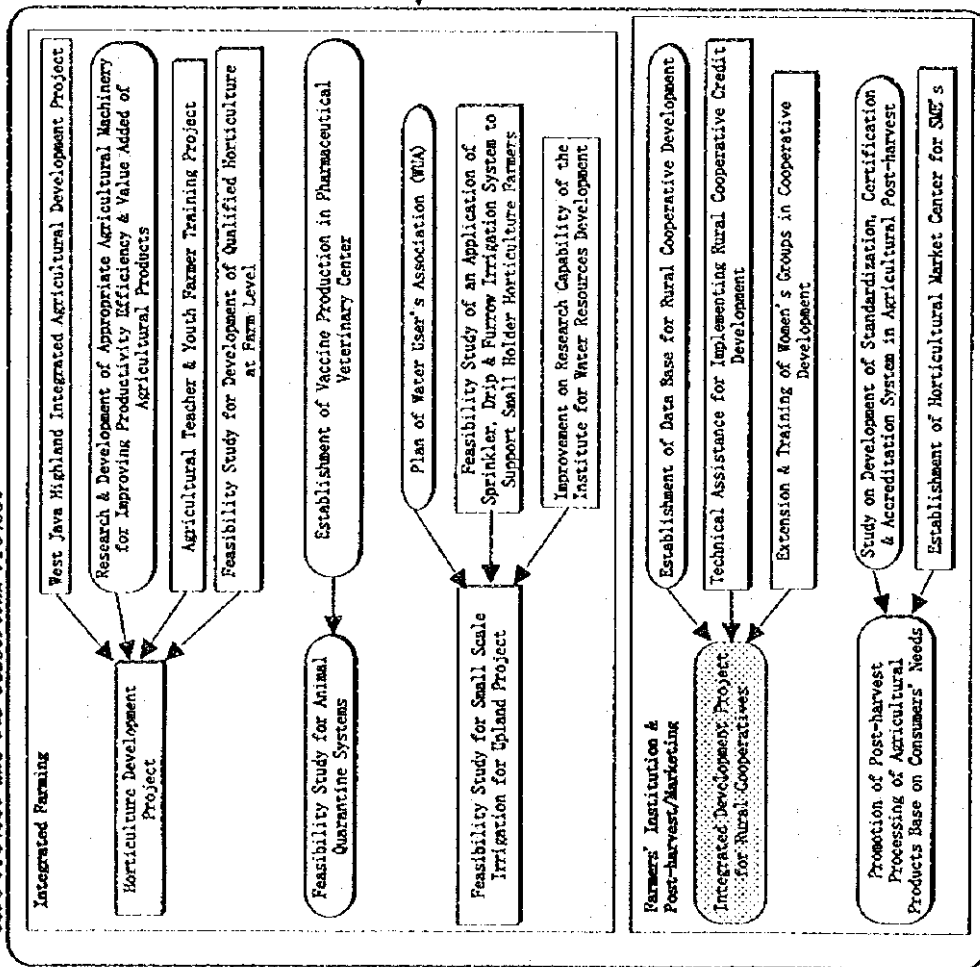 Integrated Farming
Horticulture Development
Project
West Java Highland Integrated Agricultural Development Project
Research & Development of Appropriate Agricultural Machinery
for Improving Productivity Efficiency & Value Added of
Agricultural Products
Agricultural Teacher & Youth Farmer Training Project
Feasibility Study for Development of Qualified Horticulture
at Farm Level
Feasibility Study for Animal
Quarantine Systems
Establishment of Vaccine Production in Pharmaceutical
Veterinary Center
Feasibility Study for Small Scale
Irrigation for Upland Project
Plan of Water User's Association (WUA)
Feasibility Study of an Application of
Sprinkler, Drip & Furrow Irrigation System to
Support Small Holder Horticulture Farmers
Improvement on Research Capability of the
Institute for Water Resources Development
Farmers' Institution &
Post-harvest/Marketing
Integrated Development Project
for Rural Cooperatives
Establishment of Data Base for Rural Cooperative Development
Technical Assistance for Implementing Rural Cooperative Credit
Development
Extension & Training of Women's Groups in Cooperative
Development
Promotion of Post-harvest
Processing of Agricultural
Products Base on Consumers' Needs
Study on Development of Standardization, Certification
& Accreditation System in Agricultural Post-harvest
Establishment of Horticultural Market Center for SME's